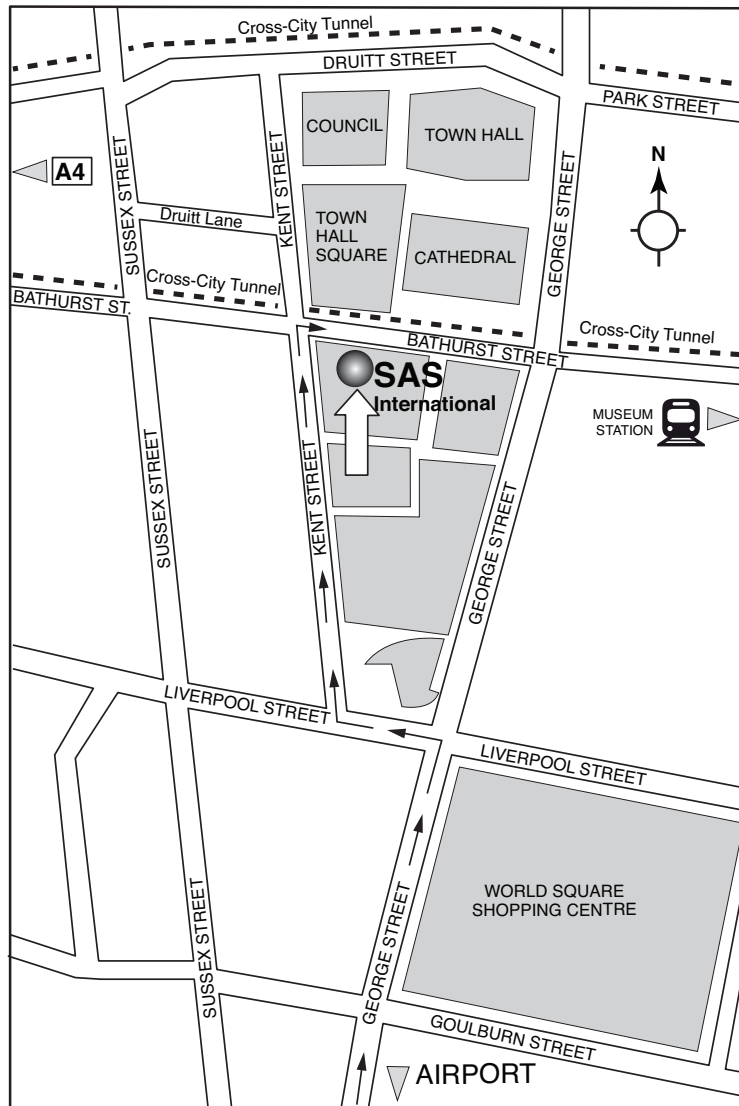 Cross-City Tunnel
DRUITT STREET
PARK STREET
COUNCIL
TOWN HALL
N
A4
SUSSEX STREET
KENT STREET
GEORGE STREET
Druitt Lane
TOWN
HALL
SQUARE
CATHEDRAL
Cross-City Tunnel
BATHURST ST.
BATHURST STREET
Cross-City Tunnel
SAS
International
MUSEUM
STATION
SUSSEX STREET
KENT STREET
GEORGE STREET
LIVERPOOL STREET
LIVERPOOL STREET
WORLD SQUARE
SHOPPING CENTRE
SUSSEX STREET
GEORGE STREET
GOULBURN STREET
AIRPORT